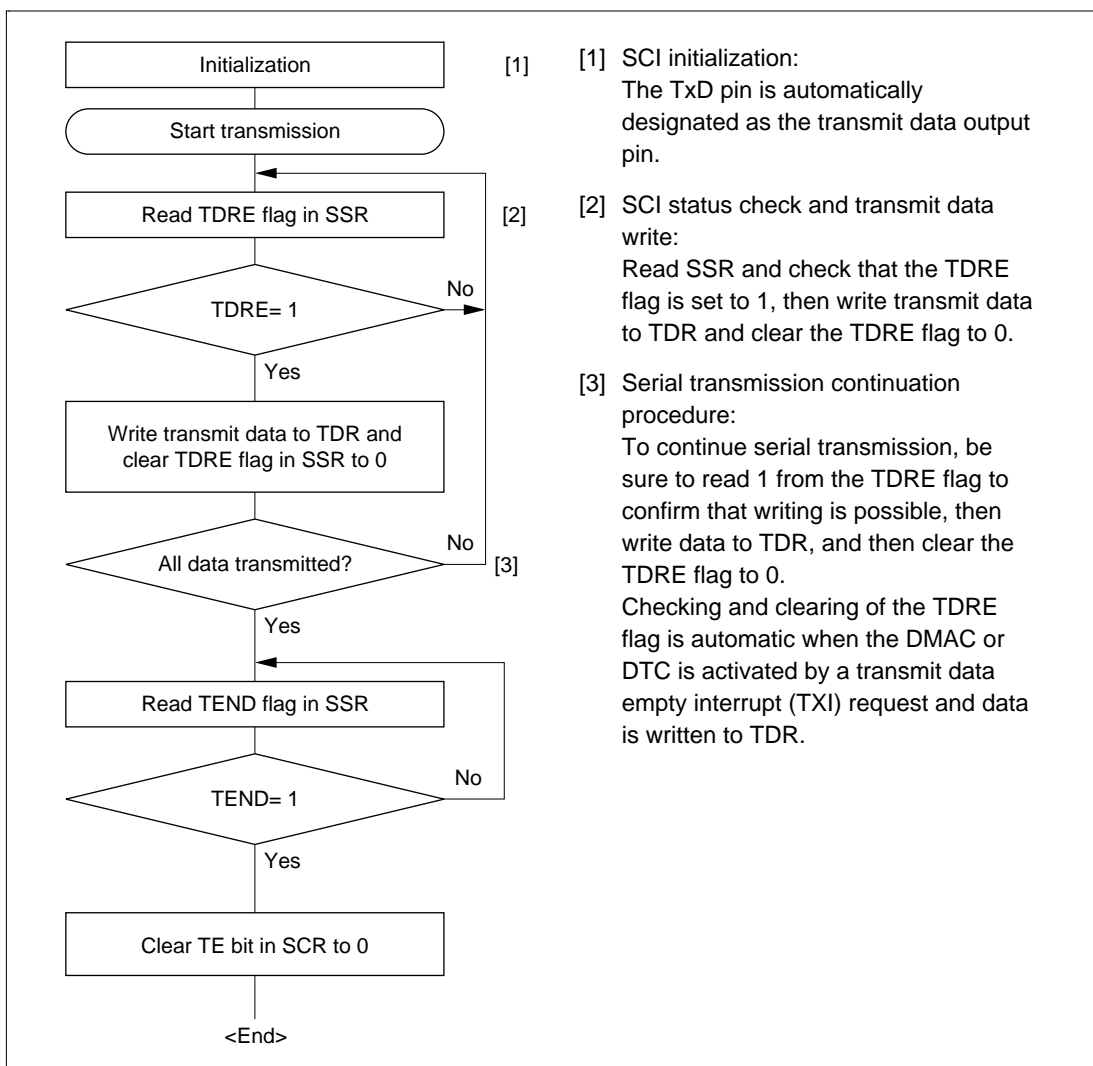 Initialization
[1]
Start transmission
Read TDRE flag in SSR
[2]
TDRE= 1
No
Yes
Write transmit data to TDR and
clear TDRE flag in SSR to 0
No
All data transmitted?
[3]
Yes
Read TEND flag in SSR
No
TEND= 1
Yes
Clear TE bit in SCR to 0
<End>
[1] SCI initialization:
The TxD pin is automatically
designated as the transmit data output
pin.
[2] SCI status check and transmit data
write:
Read SSR and check that the TDRE
flag is set to 1, then write transmit data
to TDR and clear the TDRE flag to 0.
[3] Serial transmission continuation
procedure:
To continue serial transmission, be
sure to read 1 from the TDRE flag to
confirm that writing is possible, then
write data to TDR, and then clear the
TDRE flag to 0.
Checking and clearing of the TDRE
flag is automatic when the DMAC or
DTC is activated by a transmit data
empty interrupt (TXI) request and data
is written to TDR.